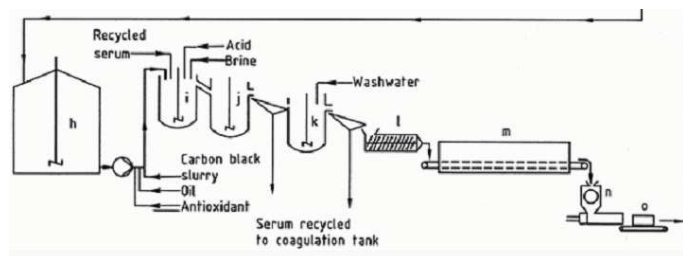 Recycled
serum
Acid
Brine
Washwater
h
i
j
k
l
m
n
o
Carbon black
slurry
Oil
Antioxidant
Serum recycled
to coagulation tank